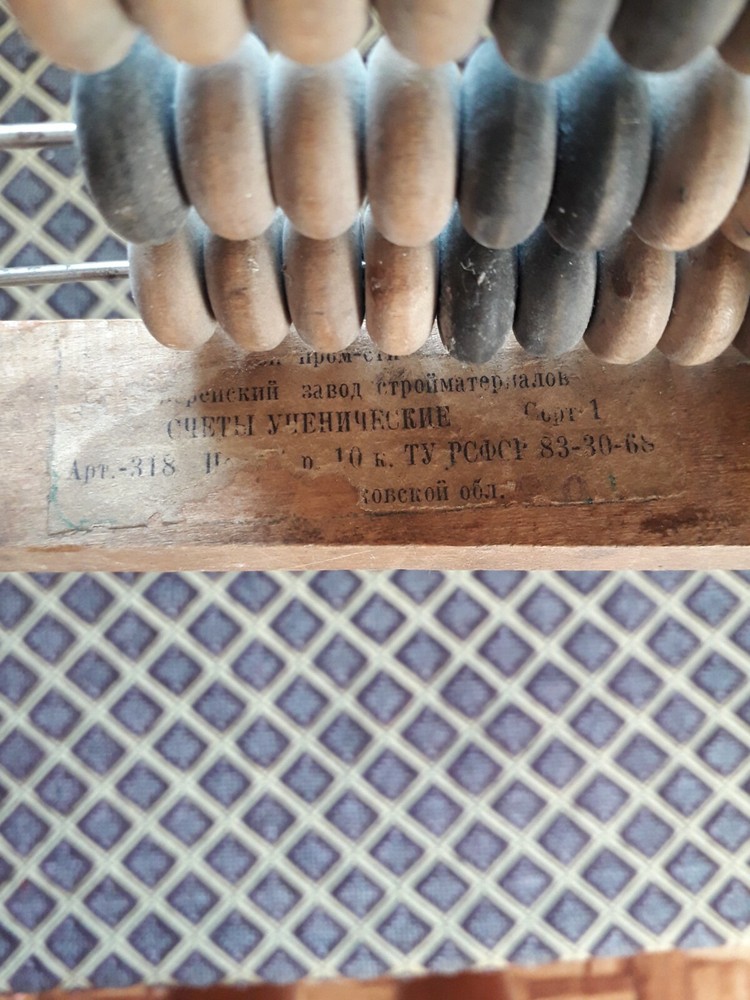 пром-сти
завод стройматериалов
СЧЕТЫ УЧЕНИЧЕСКИЕ Сорт 1
Арт.-318 10 к. ТУ РСФСР 83-30-68
ковской обл.